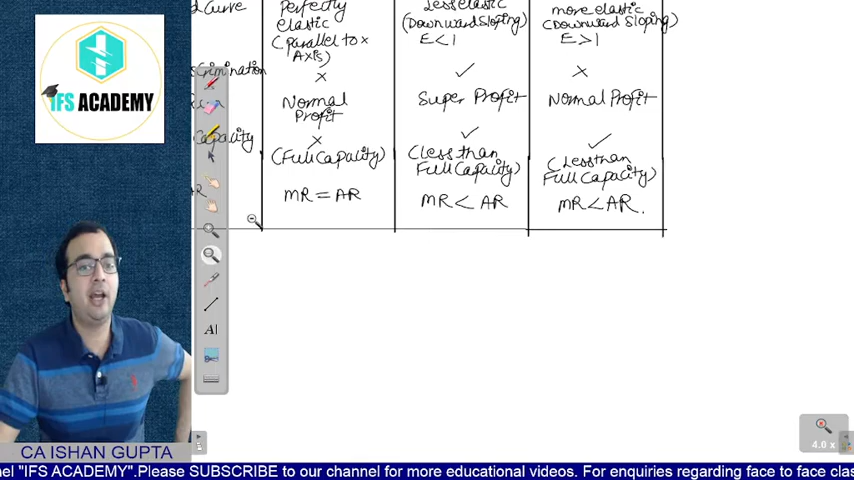 Curve
Perfectly
elastic
(Parallel to x
Axis)
Less elastic
(Downward Sloping)
E < 1
more elastic
(Downward Sloping)
E > 1
IFS ACADEMY
×
✓
×
Normal
Profit
Super Profit
Normal Profit
Capacity
×
(Full Capacity)
✓
(less than
Full Capacity)
✓
(Less than
Full Capacity)
MR = AR
MR < AR
MR < AR.
A
4.0 x
CA ISHAN GUPTA
nel "IFS ACADEMY".Please SUBSCRIBE to our channel for more educational videos. For enquiries regarding face to face clas